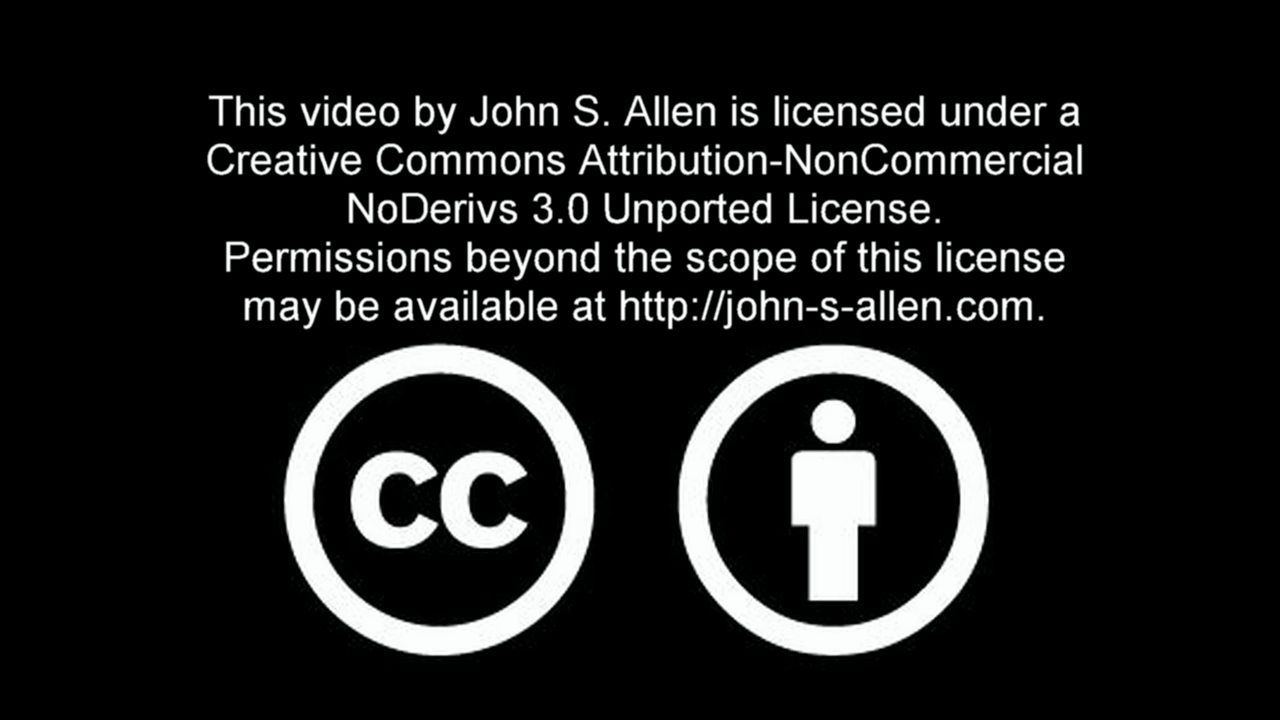 This video by John S. Allen is licensed under a
Creative Commons Attribution-NonCommercial
NoDerivs 3.0 Unported License.
Permissions beyond the scope of this license
may be available at http://john-s-allen.com.
cc